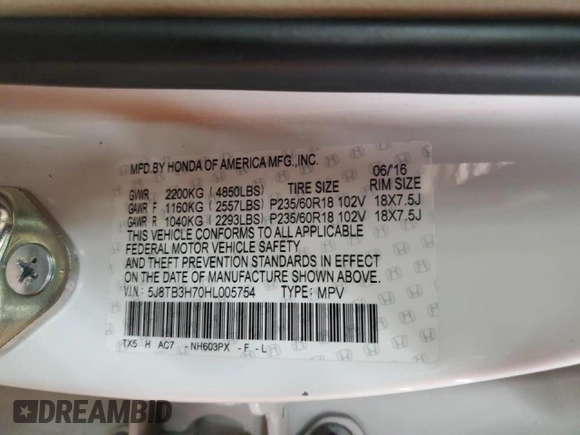 MFD.BY HONDA OF AMERICA MFG.,INC. 06/16
GVWR 2200KG ( 4850LBS) TIRE SIZE RIM SIZE
GAWR F 1160KG ( 2557LBS) P235/60R18 102V 18X7.5J
GAWR R 1040KG ( 2293LBS) P235/60R18 102V 18X7.5J
THIS VEHICLE CONFORMS TO ALL APPLICABLE
FEDERAL MOTOR VEHICLE SAFETY,
AND THEFT PREVENTION STANDARDS IN EFFECT
ON THE DATE OF MANUFACTURE SHOWN ABOVE.
V.I.N.: 5J8TB3H70HL005754 TYPE: MPV
TX5 H AC7 -NH603PX -F -L
DREAMBID